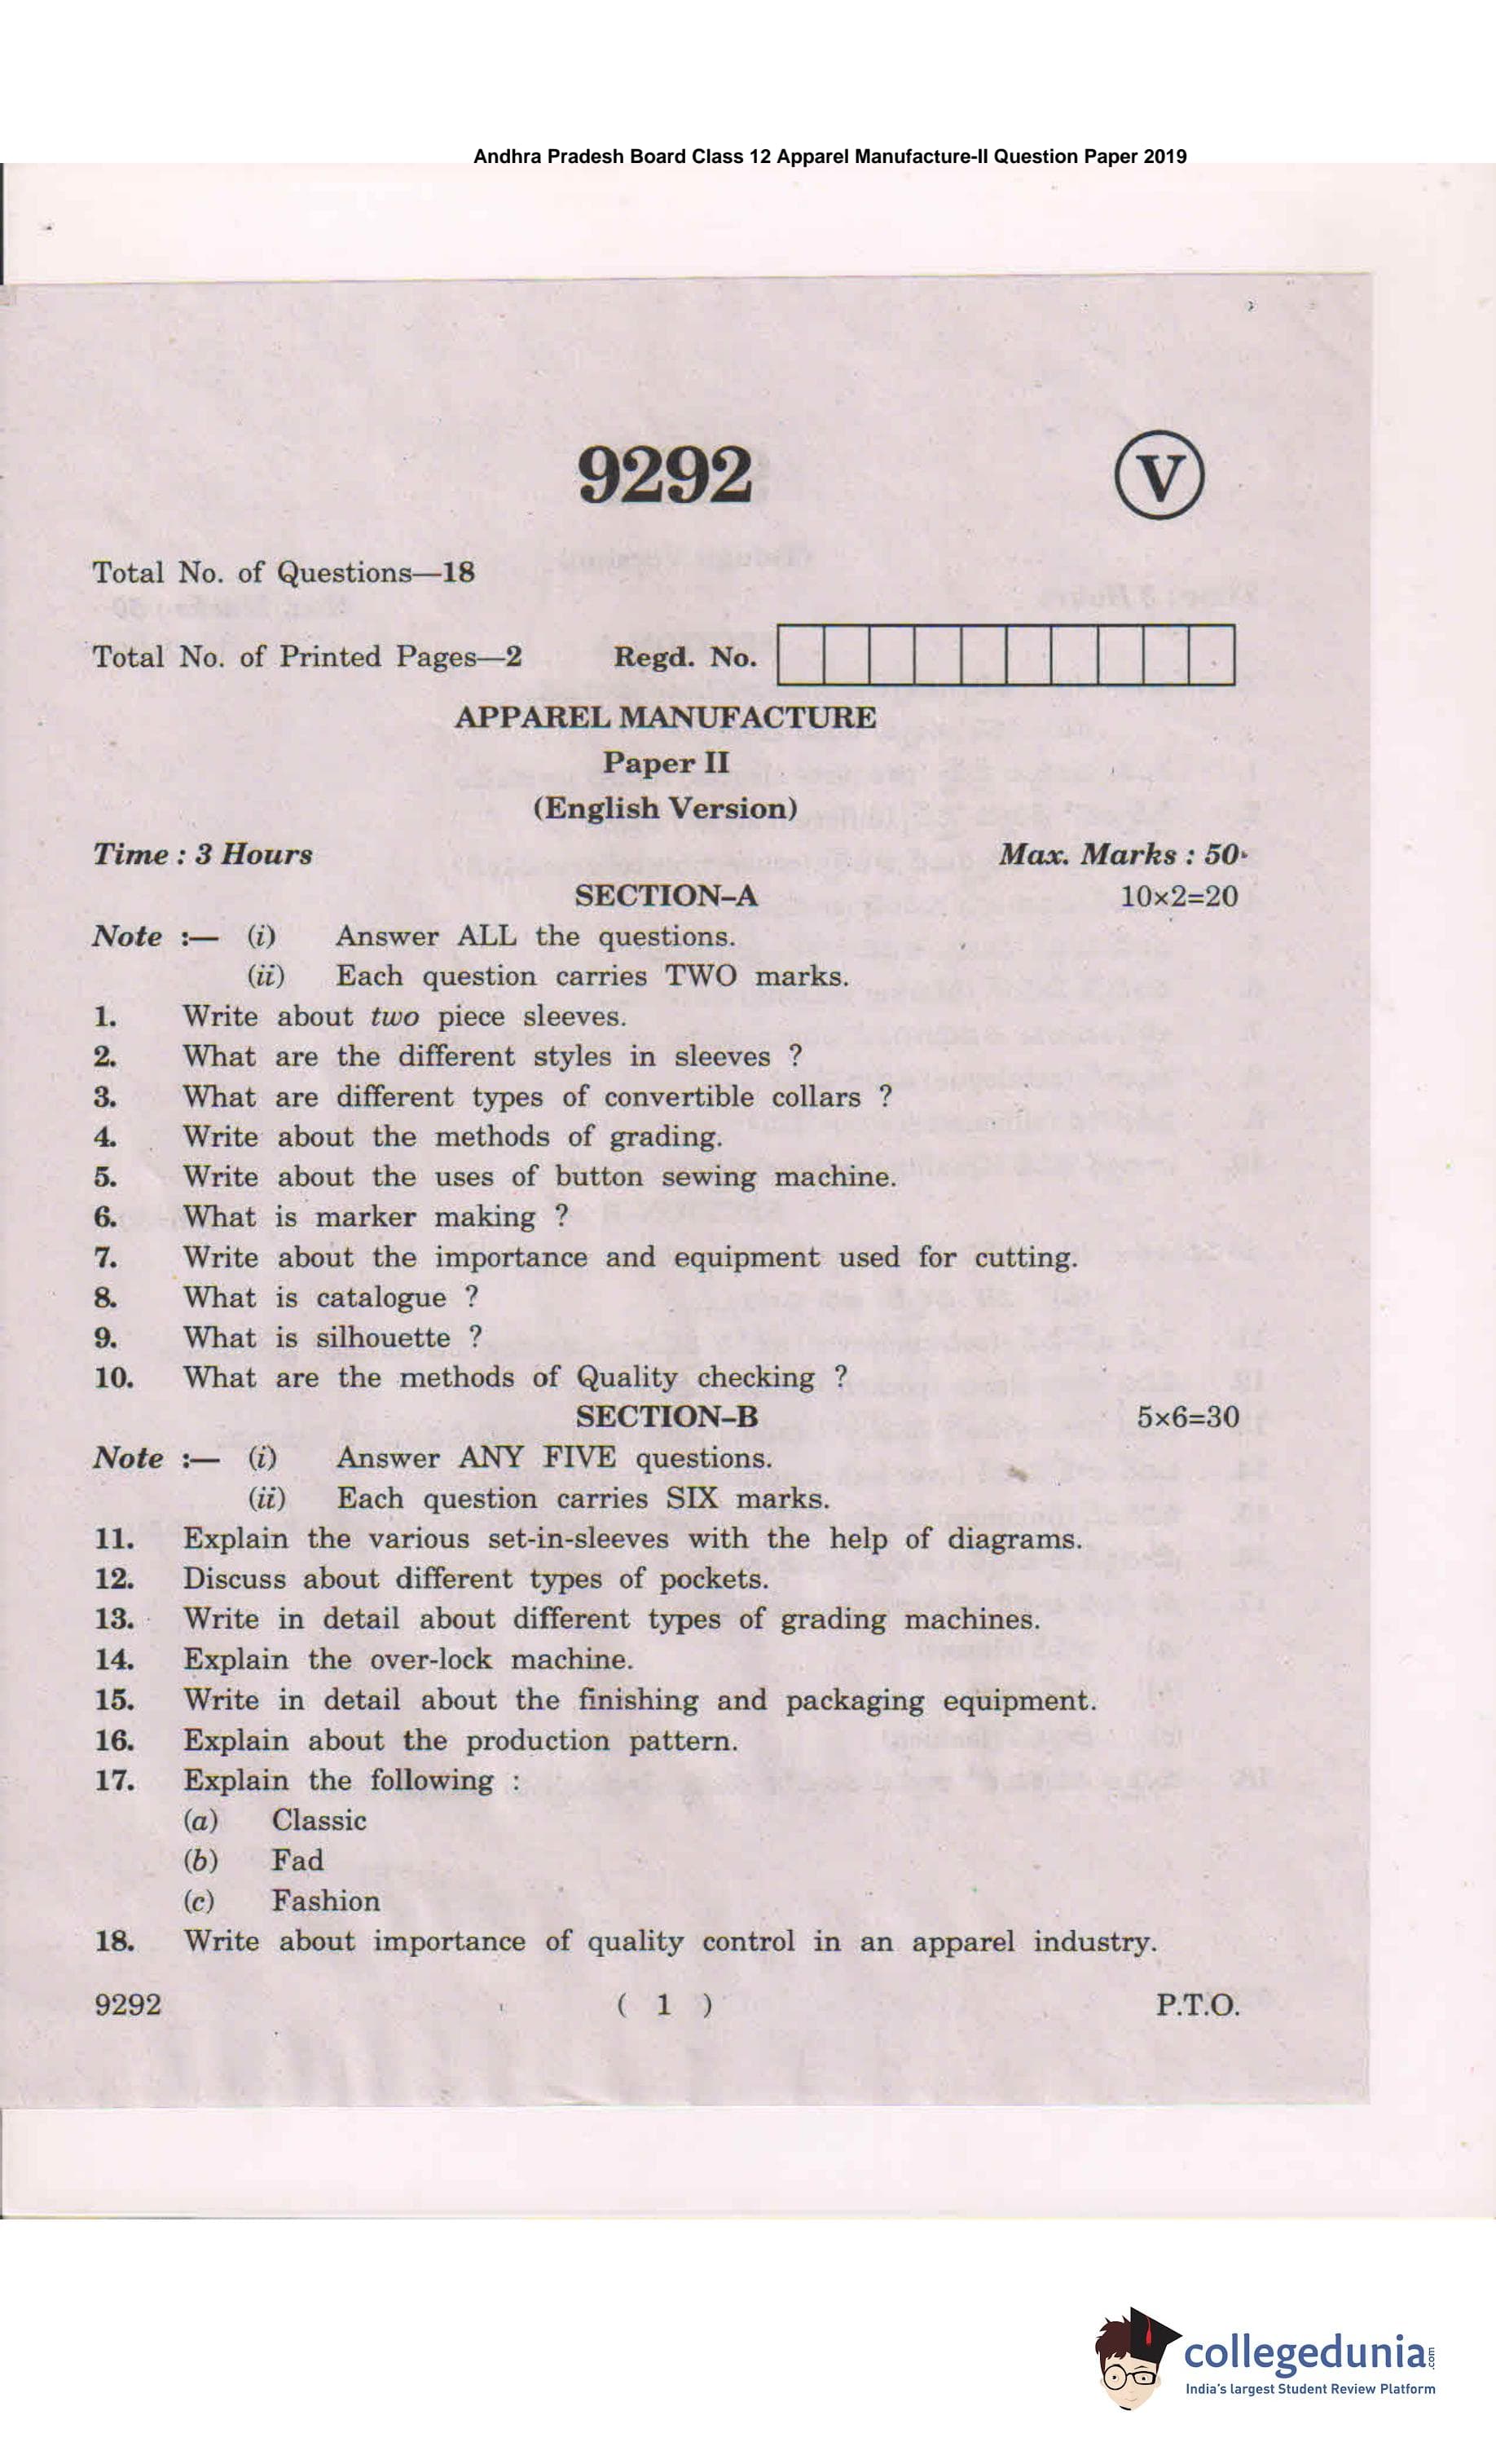 Andhra Pradesh Board Class 12 Apparel Manufacture-II Question Paper 2019
9292 V
Total No. of Questions—18
Total No. of Printed Pages—2 Regd. No.
APPAREL MANUFACTURE
Paper II
(English Version)
Time : 3 Hours Max. Marks : 50
SECTION–A 10×2=20
Note :— (i) Answer ALL the questions.
(ii) Each question carries TWO marks.
1. Write about two piece sleeves.
2. What are the different styles in sleeves ?
3. What are different types of convertible collars ?
4. Write about the methods of grading.
5. Write about the uses of button sewing machine.
6. What is marker making ?
7. Write about the importance and equipment used for cutting.
8. What is catalogue ?
9. What is silhouette ?
10. What are the methods of Quality checking ?
SECTION–B 5×6=30
Note :— (i) Answer ANY FIVE questions.
(ii) Each question carries SIX marks.
11. Explain the various set-in-sleeves with the help of diagrams.
12. Discuss about different types of pockets.
13. Write in detail about different types of grading machines.
14. Explain the over-lock machine.
15. Write in detail about the finishing and packaging equipment.
16. Explain about the production pattern.
17. Explain the following :
(a) Classic
(b) Fad
(c) Fashion
18. Write about importance of quality control in an apparel industry.
9292 ( 1 ) P.T.O.
collegedunia.com
India's largest Student Review Platform